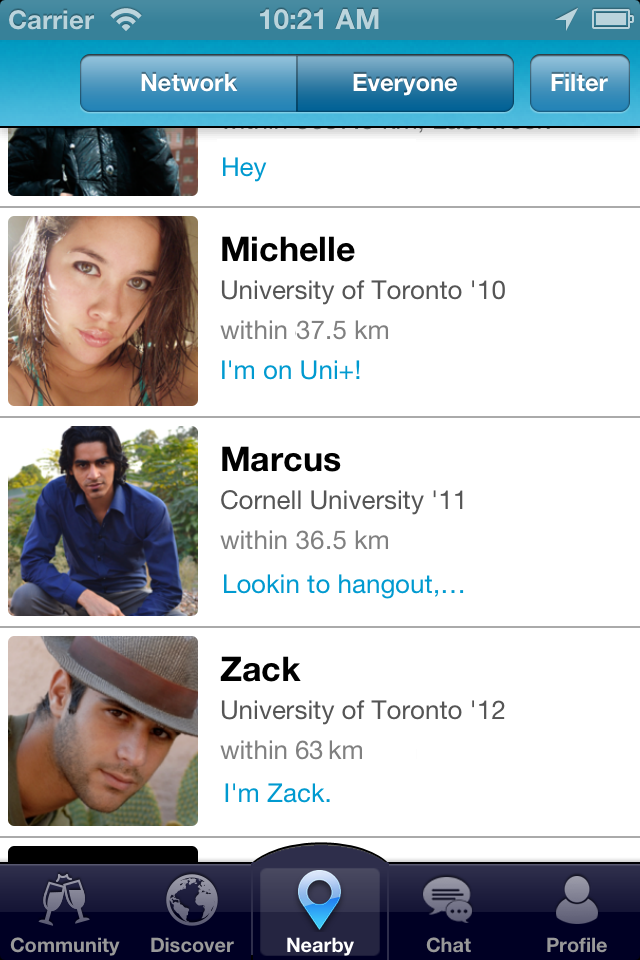 Carrier 10:21 AM
Network Everyone Filter
Hey
Michelle
University of Toronto '10
within 37.5 km
I'm on Uni+!
Marcus
Cornell University '11
within 36.5 km
Lookin to hangout,...
Zack
University of Toronto '12
within 63 km
I'm Zack.
Community Discover Nearby Chat Profile